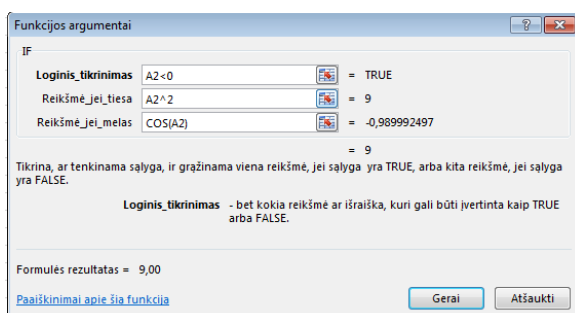 Funkcijos argumentai
IF
Loginis_tikrinimas A2<0 = TRUE
Reikšmė_jei_tiesa A2^2 = 9
Reikšmė_jei_melas COS(A2) = -0,989992497
= 9
Tikrina, ar tenkinama sąlyga, ir grąžinama viena reikšmė, jei sąlyga yra TRUE, arba kita reikšmė, jei sąlyga
yra FALSE.
Loginis_tikrinimas - bet kokia reikšmė ar išraiška, kuri gali būti įvertinta kaip TRUE
arba FALSE.
Formulės rezultatas = 9,00
Paaiškinimai apie šia funkcija
Gerai Atšaukti